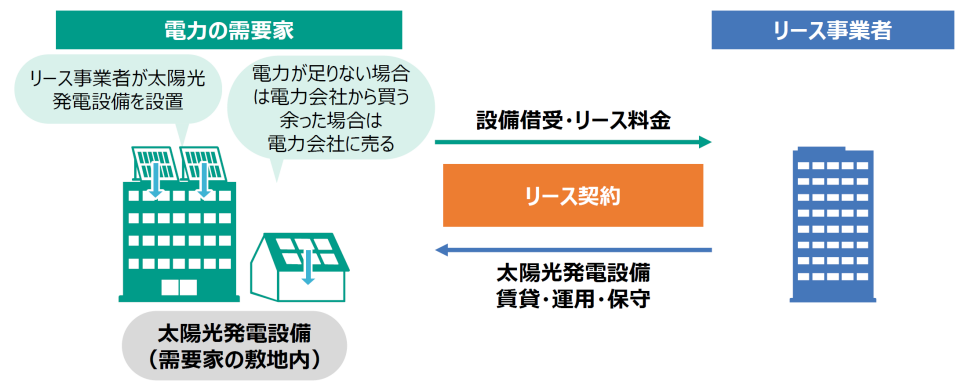 電力の需要家
リース事業者
リース事業者が太陽光
発電設備を設置
電力が足りない場合
は電力会社から買う
余った場合は
電力会社に売る
設備借受・リース料金
リース契約
太陽光発電設備
賃貸・運用・保守
太陽光発電設備
（需要家の敷地内）